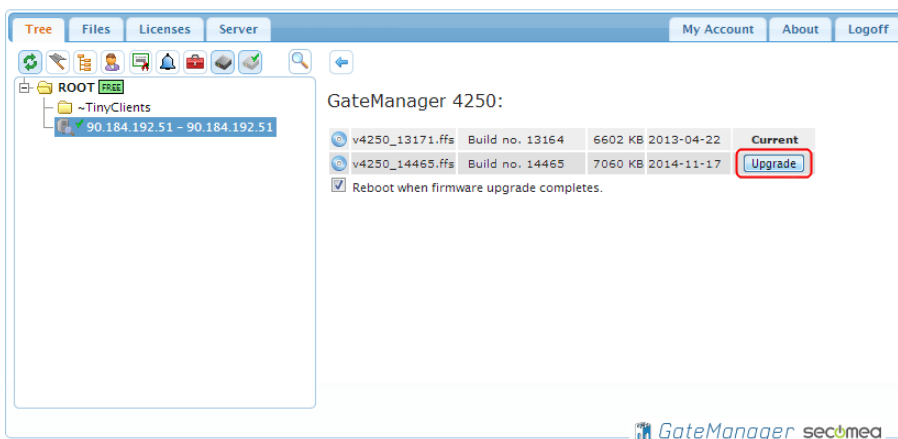 Tree Files Licenses Server My Account About Logoff
ROOT FREE
~TinyClients
90.184.192.51 - 90.184.192.51
GateManager 4250:
v4250_13171.ffs Build no. 13164 6602 KB 2013-04-22 Current
v4250_14465.ffs Build no. 14465 7060 KB 2014-11-17 Upgrade
Reboot when firmware upgrade completes.
GateManager secomea